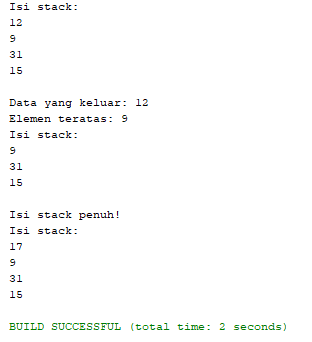 Isi stack:
12
9
31
15
Data yang keluar: 12
Elemen teratas: 9
Isi stack:
9
31
15
Isi stack penuh!
Isi stack:
17
9
31
15
BUILD SUCCESSFUL (total time: 2 seconds)